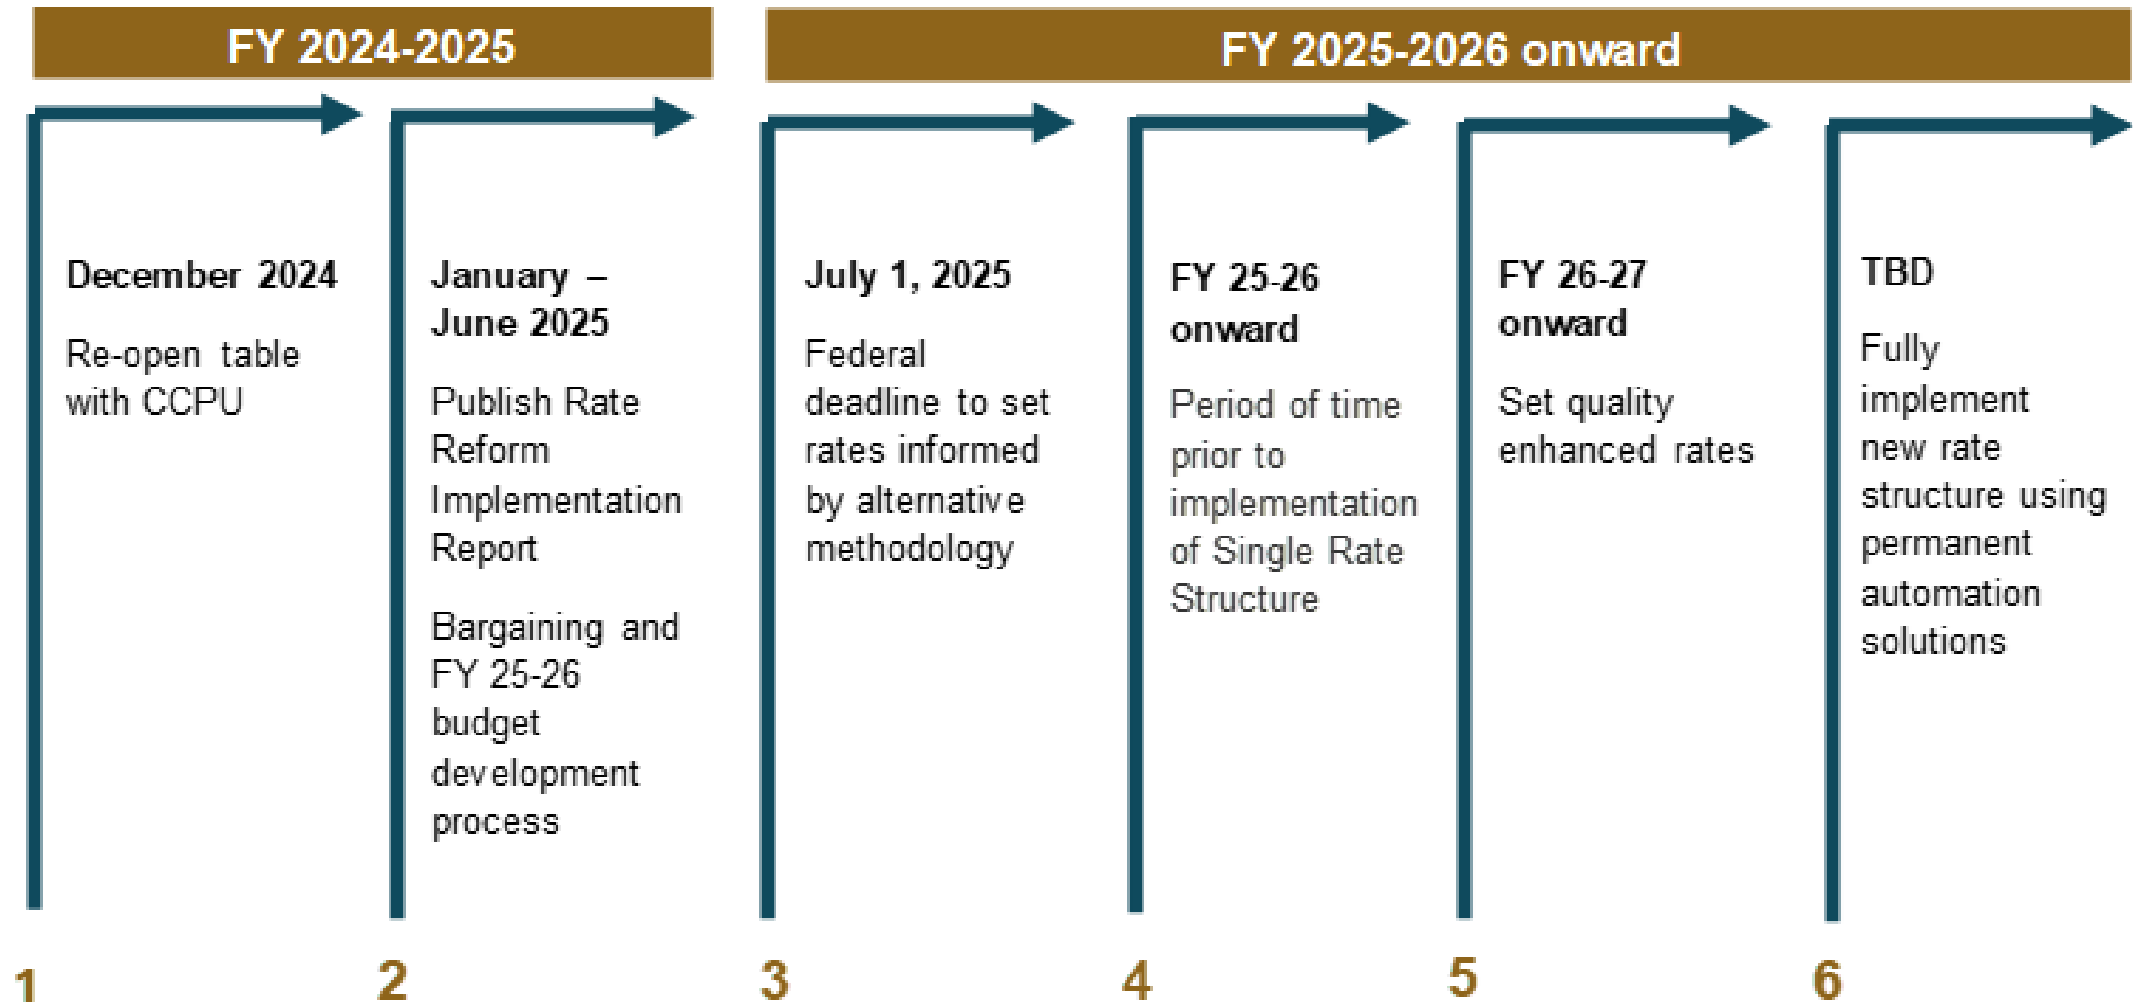 FY 2024-2025
FY 2025-2026 onward
December 2024
Re-open table
with CCPU
January –
June 2025
Publish Rate
Reform
Implementation
Report
Bargaining and
FY 25-26
budget
development
process
July 1, 2025
Federal
deadline to set
rates informed
by alternative
methodology
FY 25-26
onward
Period of time
prior to
implementation
of Single Rate
Structure
FY 26-27
onward
Set quality
enhanced rates
TBD
Fully
implement
new rate
structure using
permanent
automation
solutions
1
2
3
4
5
6